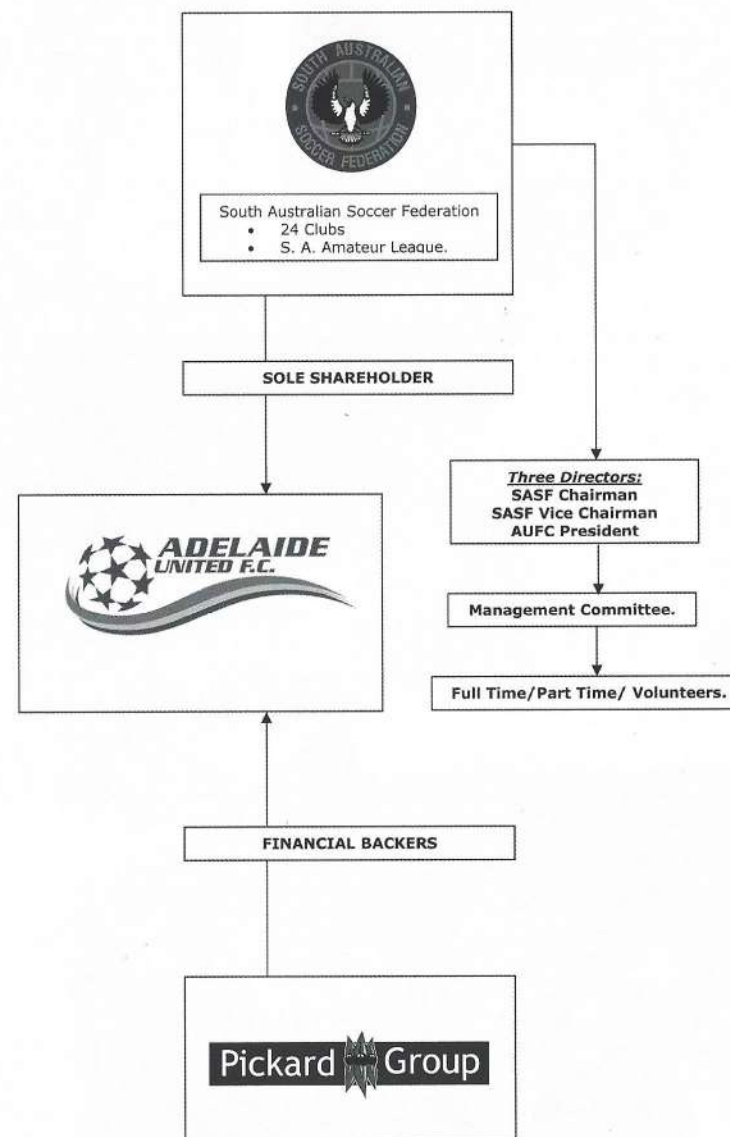 SOUTH AUSTRALIAN
SOCCER FEDERATION
South Australian Soccer Federation
• 24 Clubs
• S. A. Amateur League.
SOLE SHAREHOLDER
Three Directors:
SASF Chairman
SASF Vice Chairman
AUFC President
ADELAIDE
UNITED F.C.
Management Committee.
Full Time/Part Time/ Volunteers.
FINANCIAL BACKERS
Pickard Group